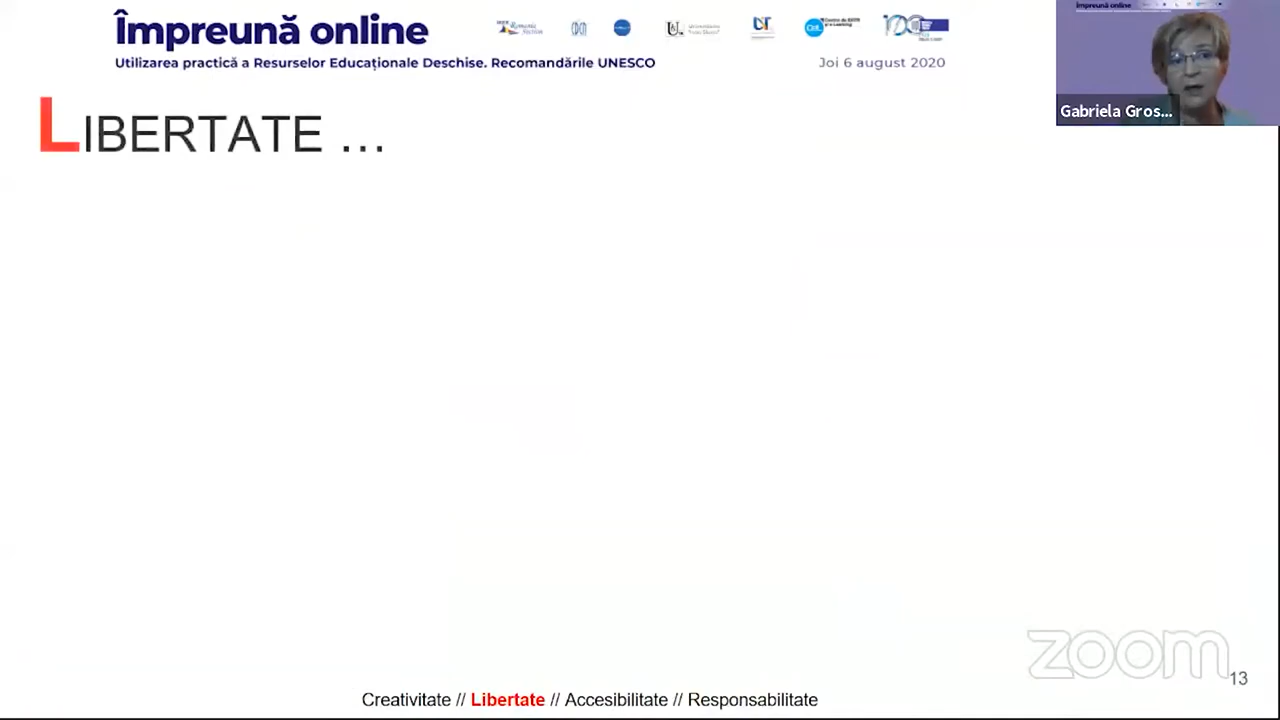 Împreună online
Utilizarea practică a Resurselor Educaționale Deschise. Recomandările UNESCO
Joi 6 august 2020
Gabriela Gros...
LIBERTATE ...
zoom
13
Creativitate // Libertate // Accesibilitate // Responsabilitate